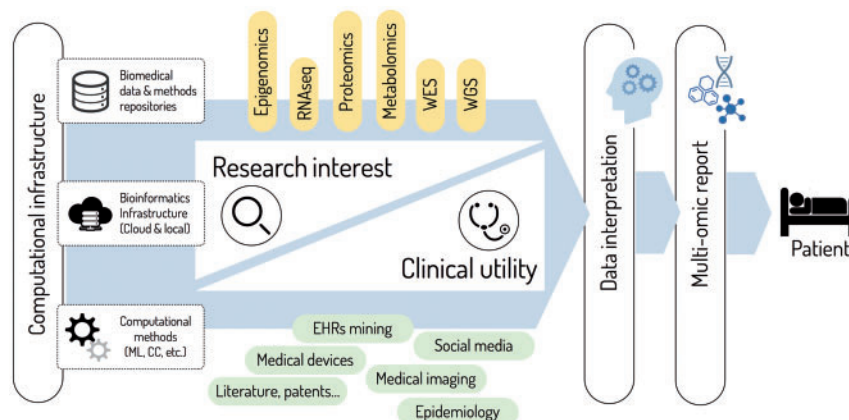 Computational infrastructure
Biomedical
data & methods
repositories
Bioinformatics
Infrastructure
(Cloud & local)
Computational
methods
(ML, CC, etc.)
Epigenomics
RNAseq
Proteomics
Metabolomics
WES
WGS
Research interest
Clinical utility
EHRs mining
Social media
Medical devices
Medical imaging
Literature, patents...
Epidemiology
Data interpretation
Multi-omic report
Patient